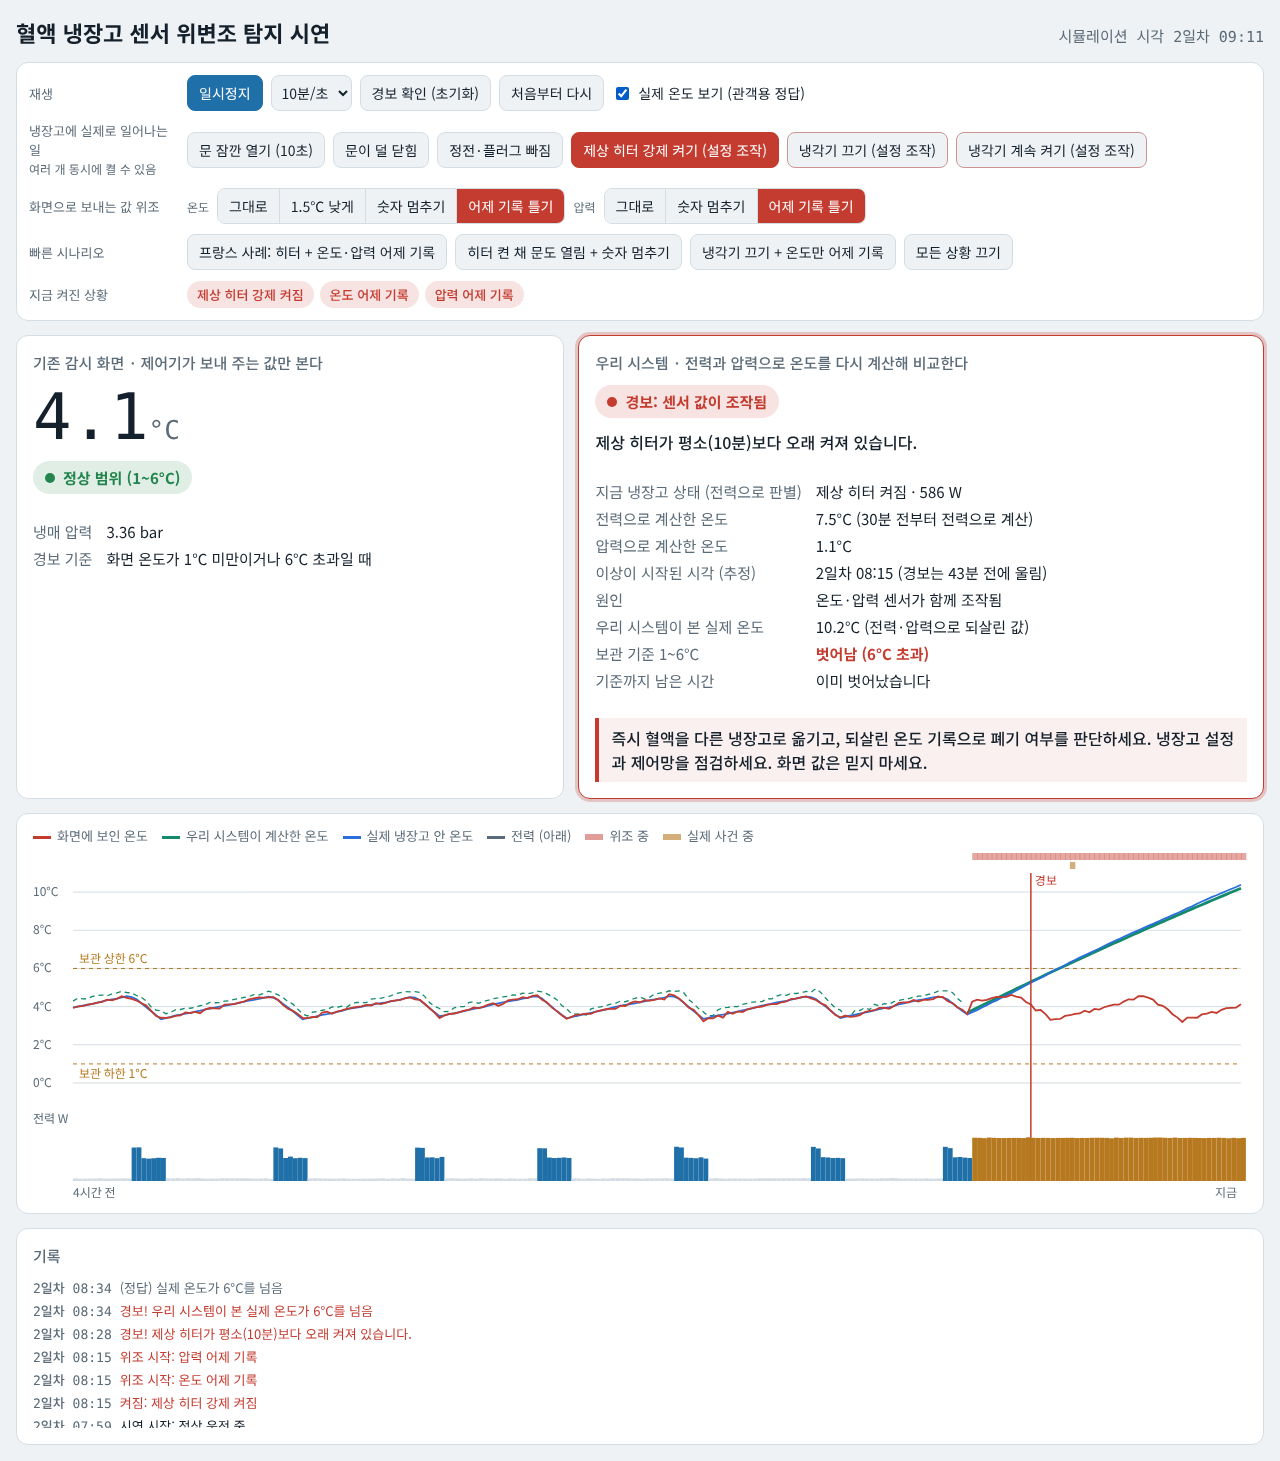 혈액 냉장고 센서 위변조 탐지 시연
시뮬레이션 시각 2일차 09:11
재생
일시정지
10분/초
경보 확인 (초기화)
처음부터 다시
실제 온도 보기 (관객용 정답)
냉장고에 실제로 일어나는
일
여러 개 동시에 켤 수 있음
문 잠깐 열기 (10초)
문이 덜 닫힘
정전·플러그 빠짐
제상 히터 강제 켜기 (설정 조작)
냉각기 끄기 (설정 조작)
냉각기 계속 켜기 (설정 조작)
화면으로 보내는 값 위조
온도
그대로
1.5°C 낮게
숫자 멈추기
어제 기록 틀기
압력
그대로
숫자 멈추기
어제 기록 틀기
빠른 시나리오
프랑스 사례: 히터 + 온도·압력 어제 기록
히터 켠 채 문도 열림 + 숫자 멈추기
냉각기 끄기 + 온도만 어제 기록
모든 상황 끄기
지금 켜진 상황
제상 히터 강제 켜짐
온도 어제 기록
압력 어제 기록
기존 감시 화면 · 제어기가 보내 주는 값만 본다
4.1°C
정상 범위 (1~6°C)
냉매 압력 3.36 bar
경보 기준 화면 온도가 1°C 미만이거나 6°C 초과일 때
우리 시스템 · 전력과 압력으로 온도를 다시 계산해 비교한다
경보: 센서 값이 조작됨
제상 히터가 평소(10분)보다 오래 켜져 있습니다.
지금 냉장고 상태 (전력으로 판별) 제상 히터 켜짐 · 586 W
전력으로 계산한 온도 7.5°C (30분 전부터 전력으로 계산)
압력으로 계산한 온도 1.1°C
이상이 시작된 시각 (추정) 2일차 08:15 (경보는 43분 전에 울림)
원인 온도·압력 센서가 함께 조작됨
우리 시스템이 본 실제 온도 10.2°C (전력·압력으로 되살린 값)
보관 기준 1~6°C 벗어남 (6°C 초과)
기준까지 남은 시간 이미 벗어났습니다
즉시 혈액을 다른 냉장고로 옮기고, 되살린 온도 기록으로 폐기 여부를 판단하세요. 냉장고 설정
과 제어망을 점검하세요. 화면 값은 믿지 마세요.
화면에 보인 온도
우리 시스템이 계산한 온도
실제 냉장고 안 온도
전력 (아래)
위조 중
실제 사건 중
경보
10°C
8°C
보관 상한 6°C
6°C
4°C
2°C
보관 하한 1°C
0°C
전력 W
4시간 전
지금
기록
2일차 08:34 (정답) 실제 온도가 6°C를 넘음
2일차 08:34 경보! 우리 시스템이 본 실제 온도가 6°C를 넘음
2일차 08:28 경보! 제상 히터가 평소(10분)보다 오래 켜져 있습니다.
2일차 08:15 위조 시작: 압력 어제 기록
2일차 08:15 위조 시작: 온도 어제 기록
2일차 08:15 켜짐: 제상 히터 강제 켜짐
2일차 07:59 시연 시작: 정상 운전 중